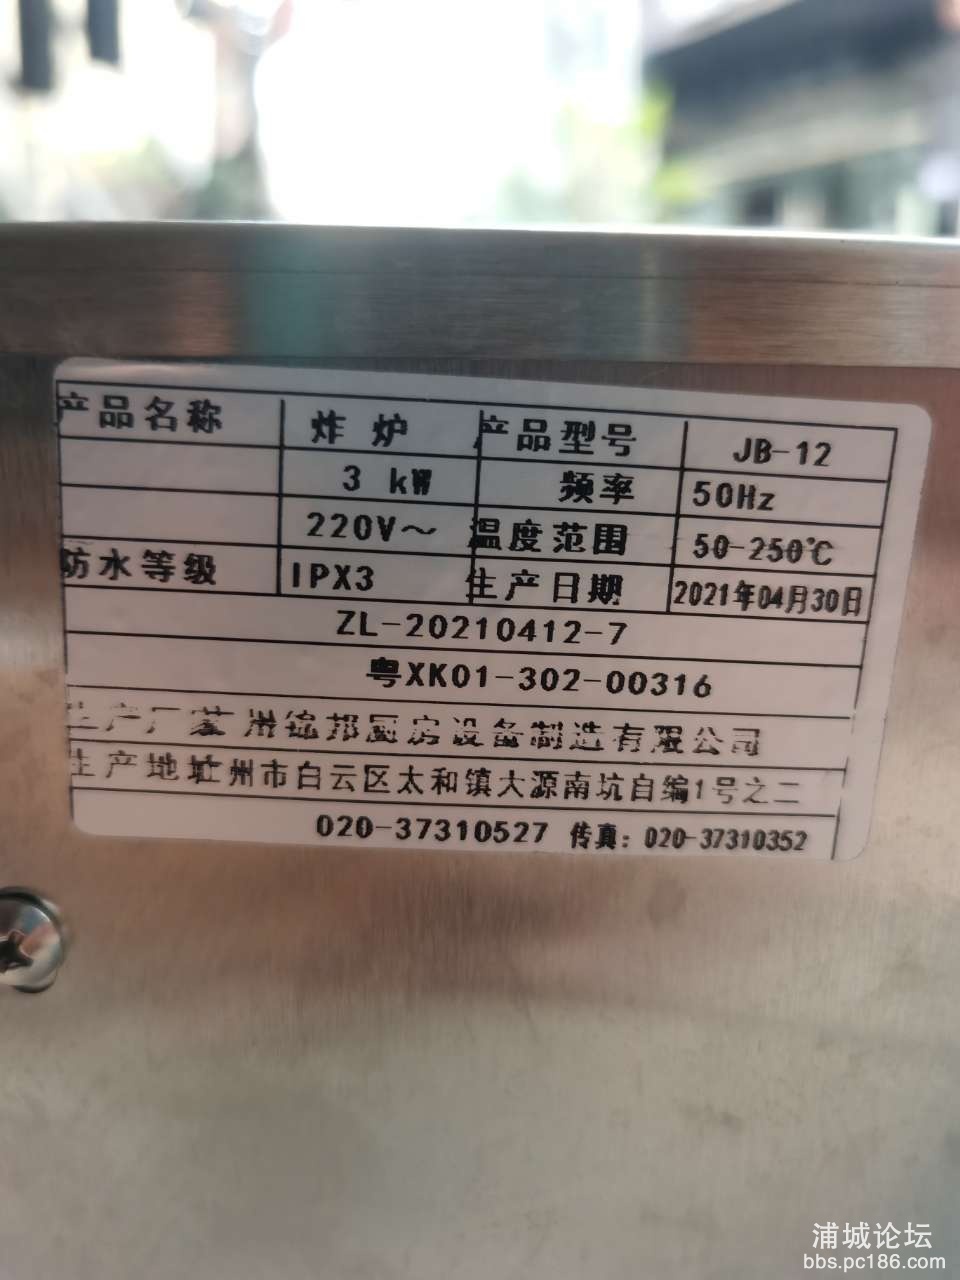 产品名称 炸炉 产品型号 JB-12
3 kW 频率 50Hz
220V～ 温度范围 50-250℃
防水等级 IPX3 生产日期 2021年04月30日
ZL-20210412-7
粤XK01-302-00316
生产厂家 州锦邦厨房设备制造有限公司
生产地址 州市白云区太和镇大源南坑自编1号之二
020-37310527 传真：020-37310352
浦城论坛
bbs.pc186.com